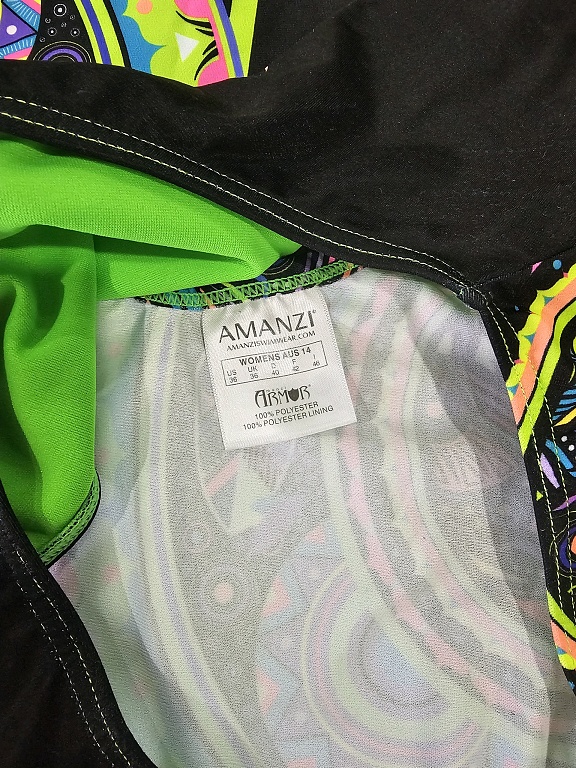 AMANZI®
AMANZISWIMWEAR.COM
WOMENS AUS 14
US UK D F I
36 36 40 42 46
ARMOR®
100% POLYESTER
100% POLYESTER LINING